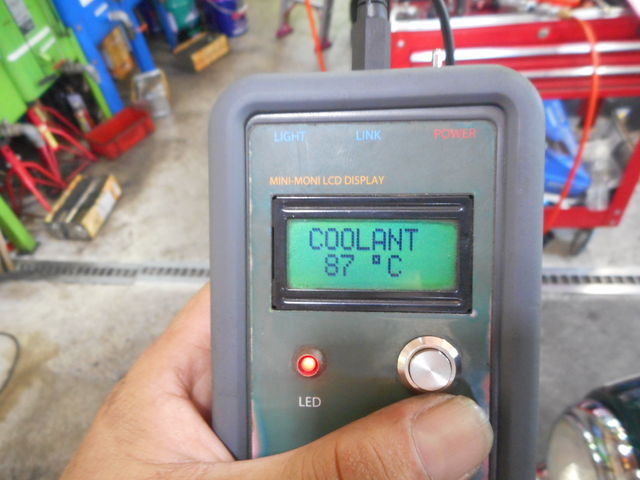 LIGHT LINK POWER
MINI-MONI LCD DISPLAY
COOLANT
87 °C
LED